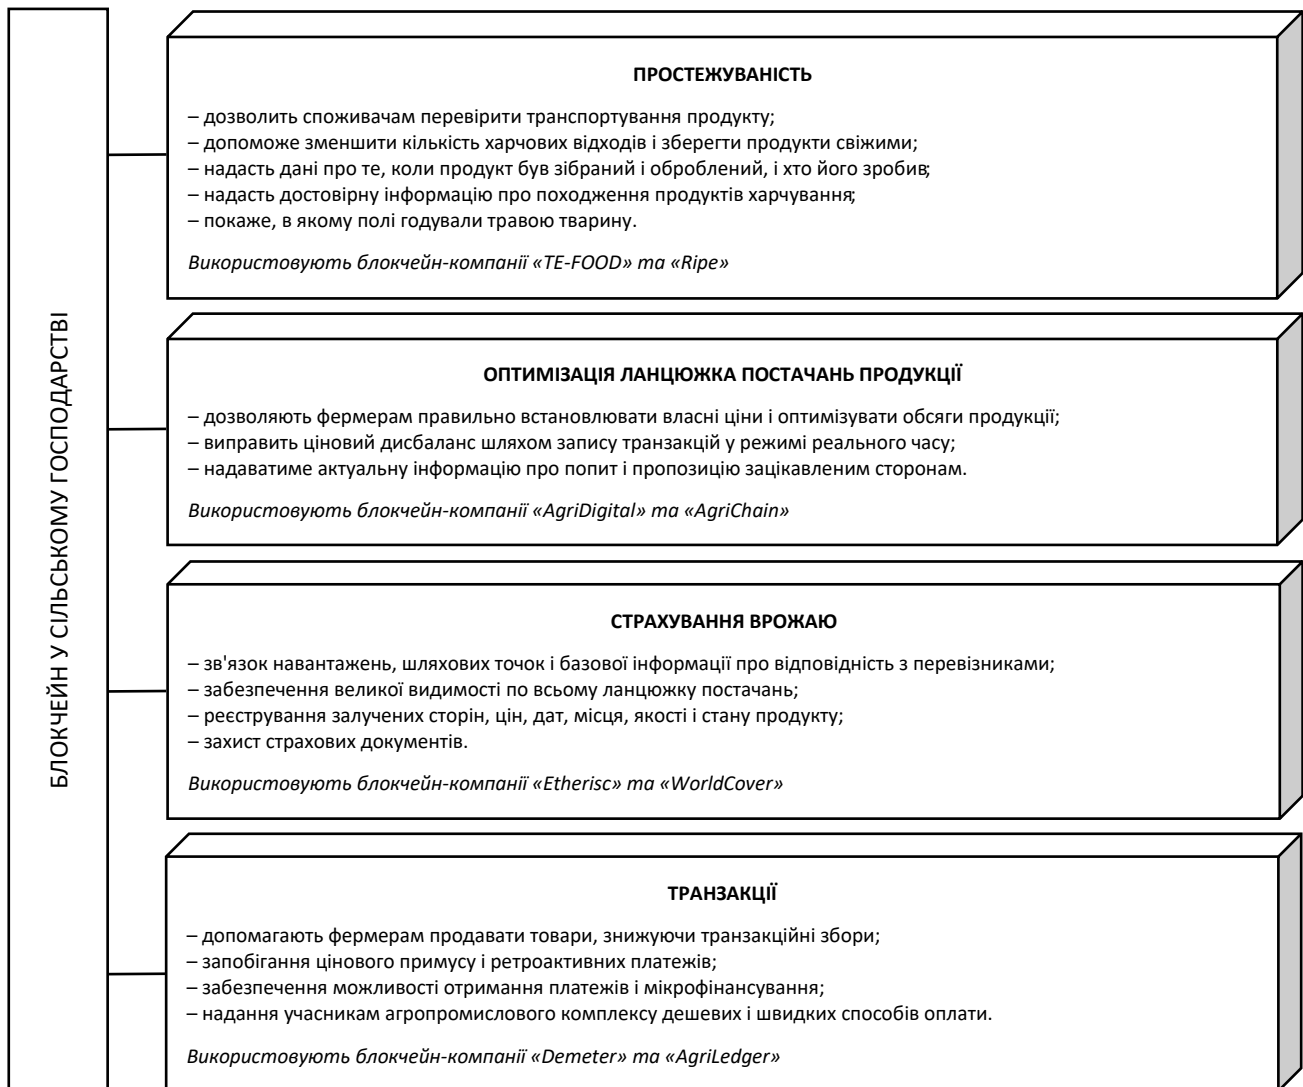 БЛОКЧЕЙН У СІЛЬСЬКОМУ ГОСПОДАРСТВІ
ПРОСТЕЖУВАНІСТЬ
– дозволить споживачам перевірити транспортування продукту;
– допоможе зменшити кількість харчових відходів і зберегти продукти свіжими;
– надасть дані про те, коли продукт був зібраний і оброблений, і хто його зробив;
– надасть достовірну інформацію про походження продуктів харчування;
– покаже, в якому полі годували травою тварину.
Використовують блокчейн-компанії «TE-FOOD» та «Ripe»
ОПТИМІЗАЦІЯ ЛАНЦЮЖКА ПОСТАЧАНЬ ПРОДУКЦІЇ
– дозволяють фермерам правильно встановлювати власні ціни і оптимізувати обсяги продукції;
– виправить ціновий дисбаланс шляхом запису транзакцій у режимі реального часу;
– надаватиме актуальну інформацію про попит і пропозицію зацікавленим сторонам.
Використовують блокчейн-компанії «AgriDigital» та «AgriChain»
СТРАХУВАННЯ ВРОЖАЮ
– зв'язок навантажень, шляхових точок і базової інформації про відповідність з перевізниками;
– забезпечення великої видимості по всьому ланцюжку постачань;
– реєстрування залучених сторін, цін, дат, місця, якості і стану продукту;
– захист страхових документів.
Використовують блокчейн-компанії «Etherisc» та «WorldCover»
ТРАНЗАКЦІЇ
– допомагають фермерам продавати товари, знижуючи транзакційні збори;
– запобігання цінового примусу і ретроактивних платежів;
– забезпечення можливості отримання платежів і мікрофінансування;
– надання учасникам агропромислового комплексу дешевих і швидких способів оплати.
Використовують блокчейн-компанії «Demeter» та «AgriLedger»